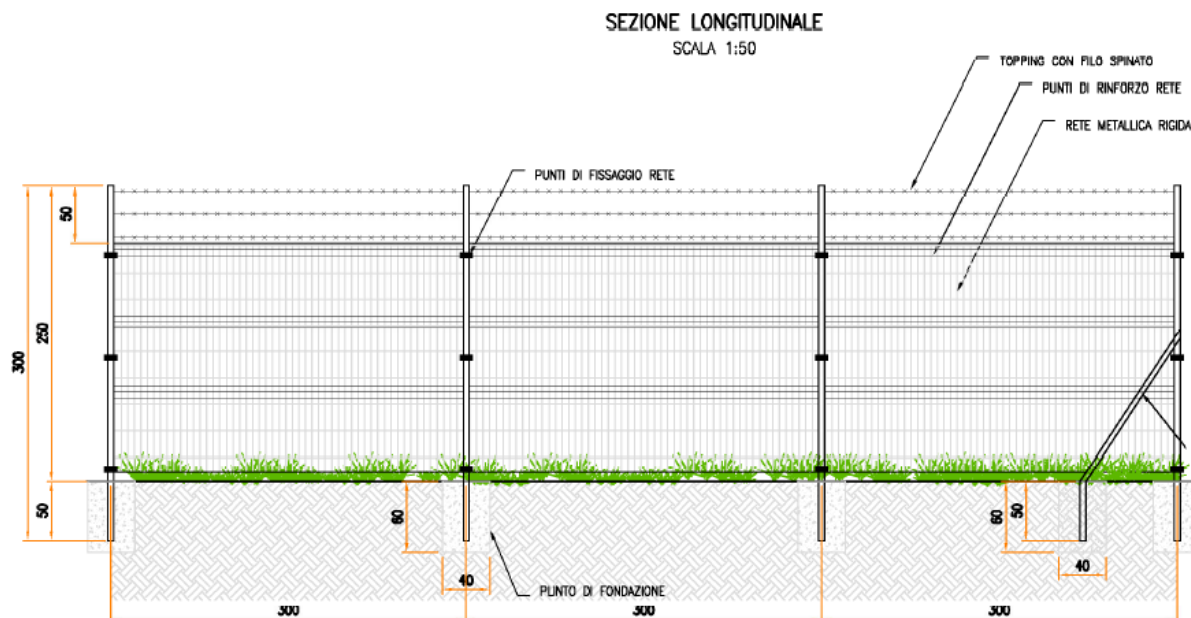 SEZIONE LONGITUDINALE
SCALA 1:50
TOPPING CON FILO SPINATO
PUNTI DI RINFORZO RETE
RETE METALLICA RIGIDA
PUNTI DI FISSAGGIO RETE
50
300
250
50
60
40
PUNTO DI FONDAZIONE
60
50
40
300
300
300